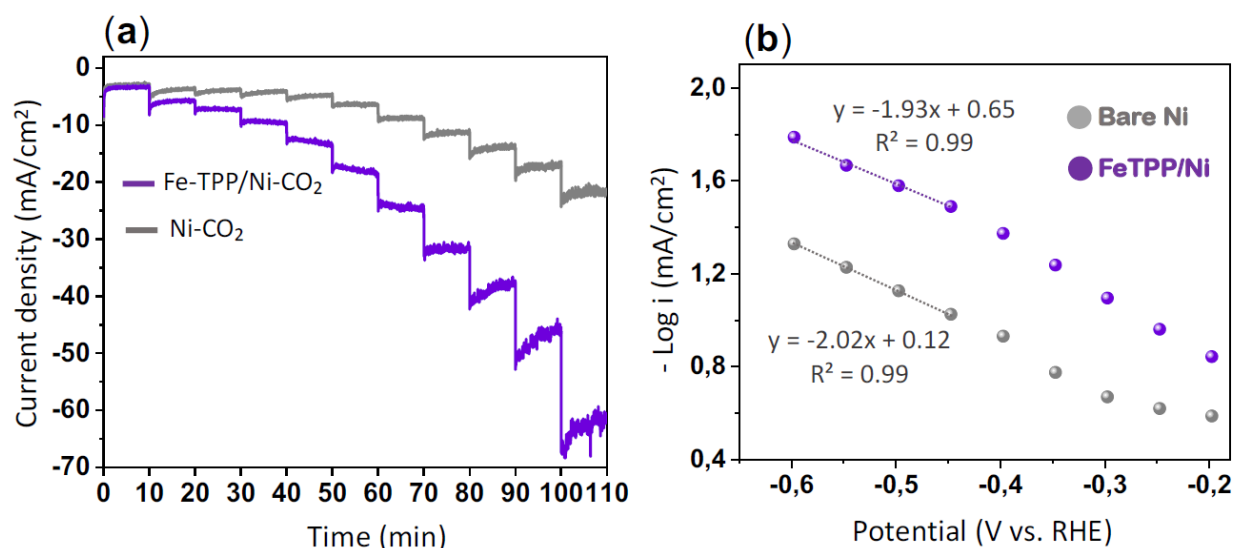 (a)
Current density (mA/cm²)
0
-10
-20
-30
-40
-50
-60
-70
Fe-TPP/Ni-CO₂
Ni-CO₂
0 10 20 30 40 50 60 70 80 90 100 110
Time (min)
(b)
- Log i (mA/cm²)
2,0
1,6
1,2
0,8
0,4
y = -1.93x + 0.65
R² = 0.99
Bare Ni
FeTPP/Ni
y = -2.02x + 0.12
R² = 0.99
-0,6 -0,5 -0,4 -0,3 -0,2
Potential (V vs. RHE)